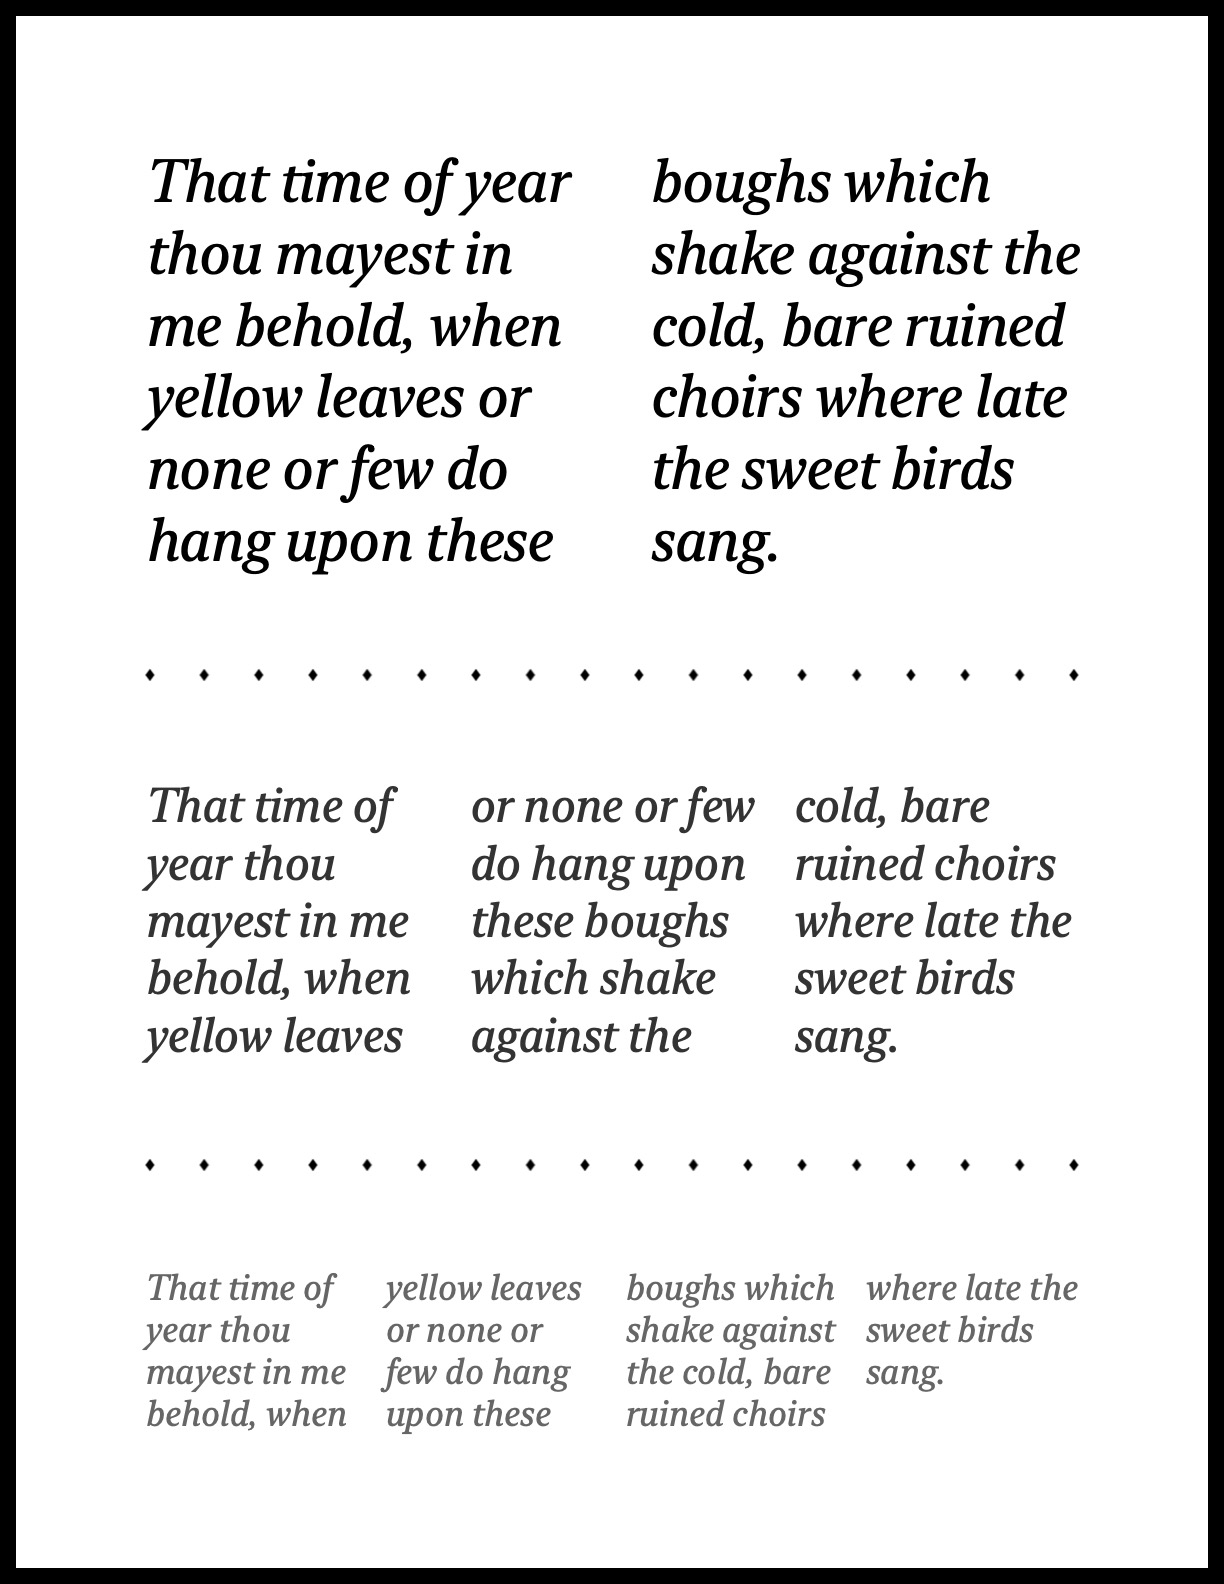 That time of year
thou mayest in
me behold, when
yellow leaves or
none or few do
hang upon these
boughs which
shake against the
cold, bare ruined
choirs where late
the sweet birds
sang.
That time of
year thou
mayest in me
behold, when
yellow leaves
or none or few
do hang upon
these boughs
which shake
against the
cold, bare
ruined choirs
where late the
sweet birds
sang.
That time of
year thou
mayest in me
behold, when
yellow leaves
or none or
few do hang
upon these
boughs which
shake against
the cold, bare
ruined choirs
where late the
sweet birds
sang.